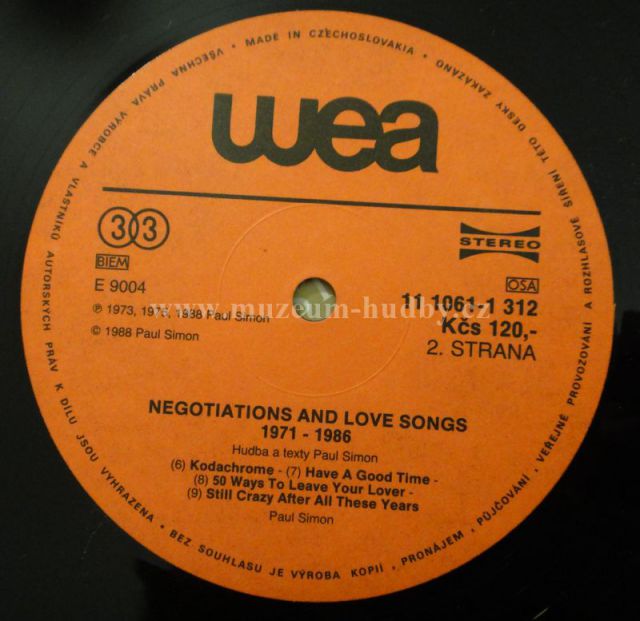 VŠECHNA PRÁVA VÝROBCE A VLASTNÍKŮ AUTORSKÝCH PRÁV K DÍLU JSOU VYHRAZENA • BEZ SOUHLASU JE VÝROBA KOPIÍ, PRONÁJEM, PŮJČOVÁNÍ, VEŘEJNÉ PROVOZOVÁNÍ A ROZHLASOVÉ ŠÍŘENÍ TÉTO DESKY ZAKÁZÁNO • MADE IN CZECHOSLOVAKIA •
wea
33
STEREO
BIEM
OSA
E 9004
11 1061-1 312
www.muzeum-hudby.cz
℗ 1973, 1975, 1988 Paul Simon
Kčs 120,-
© 1988 Paul Simon
2. STRANA
NEGOTIATIONS AND LOVE SONGS
1971 - 1986
Hudba a texty Paul Simon
(6) Kodachrome - (7) Have A Good Time -
(8) 50 Ways To Leave Your Lover -
(9) Still Crazy After All These Years
Paul Simon